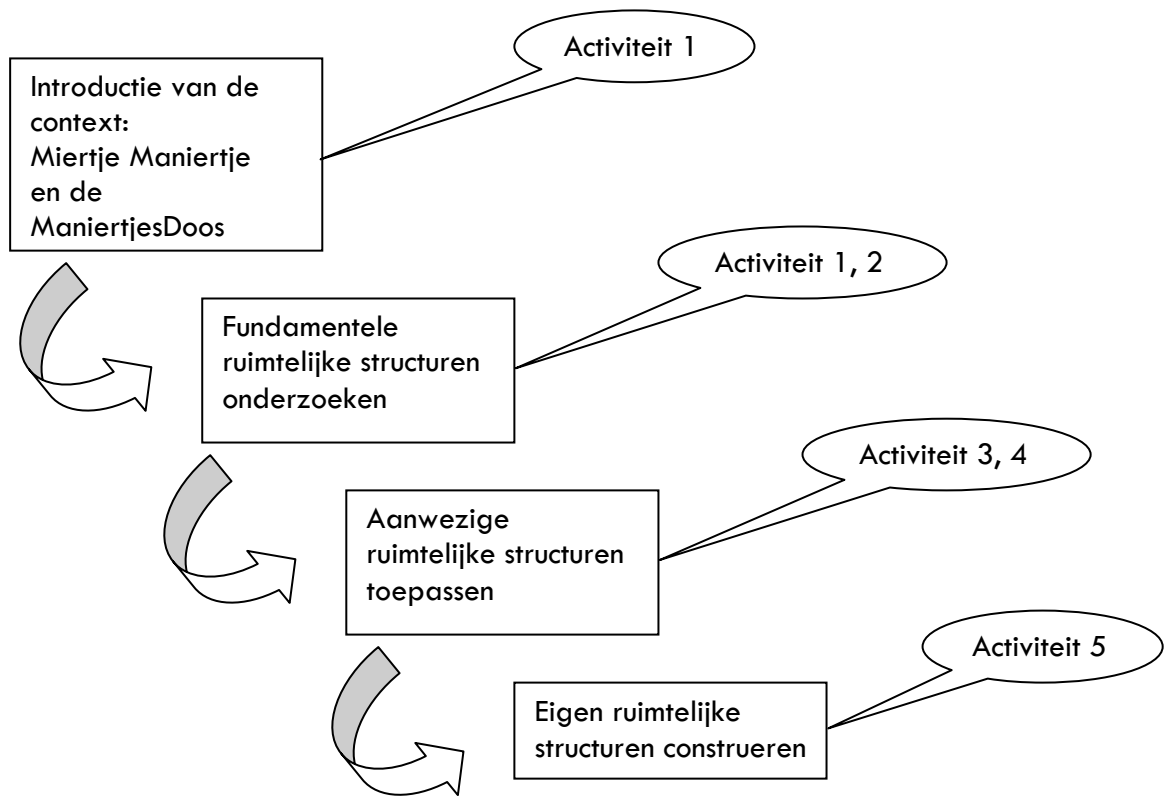 Activiteit 1
Introductie van de
context:
Miertje Maniertje
en de
ManiertjesDoos
Activiteit 1, 2
Fundamentele
ruimtelijke structuren
onderzoeken
Activiteit 3, 4
Aanwezige
ruimtelijke structuren
toepassen
Activiteit 5
Eigen ruimtelijke
structuren construeren